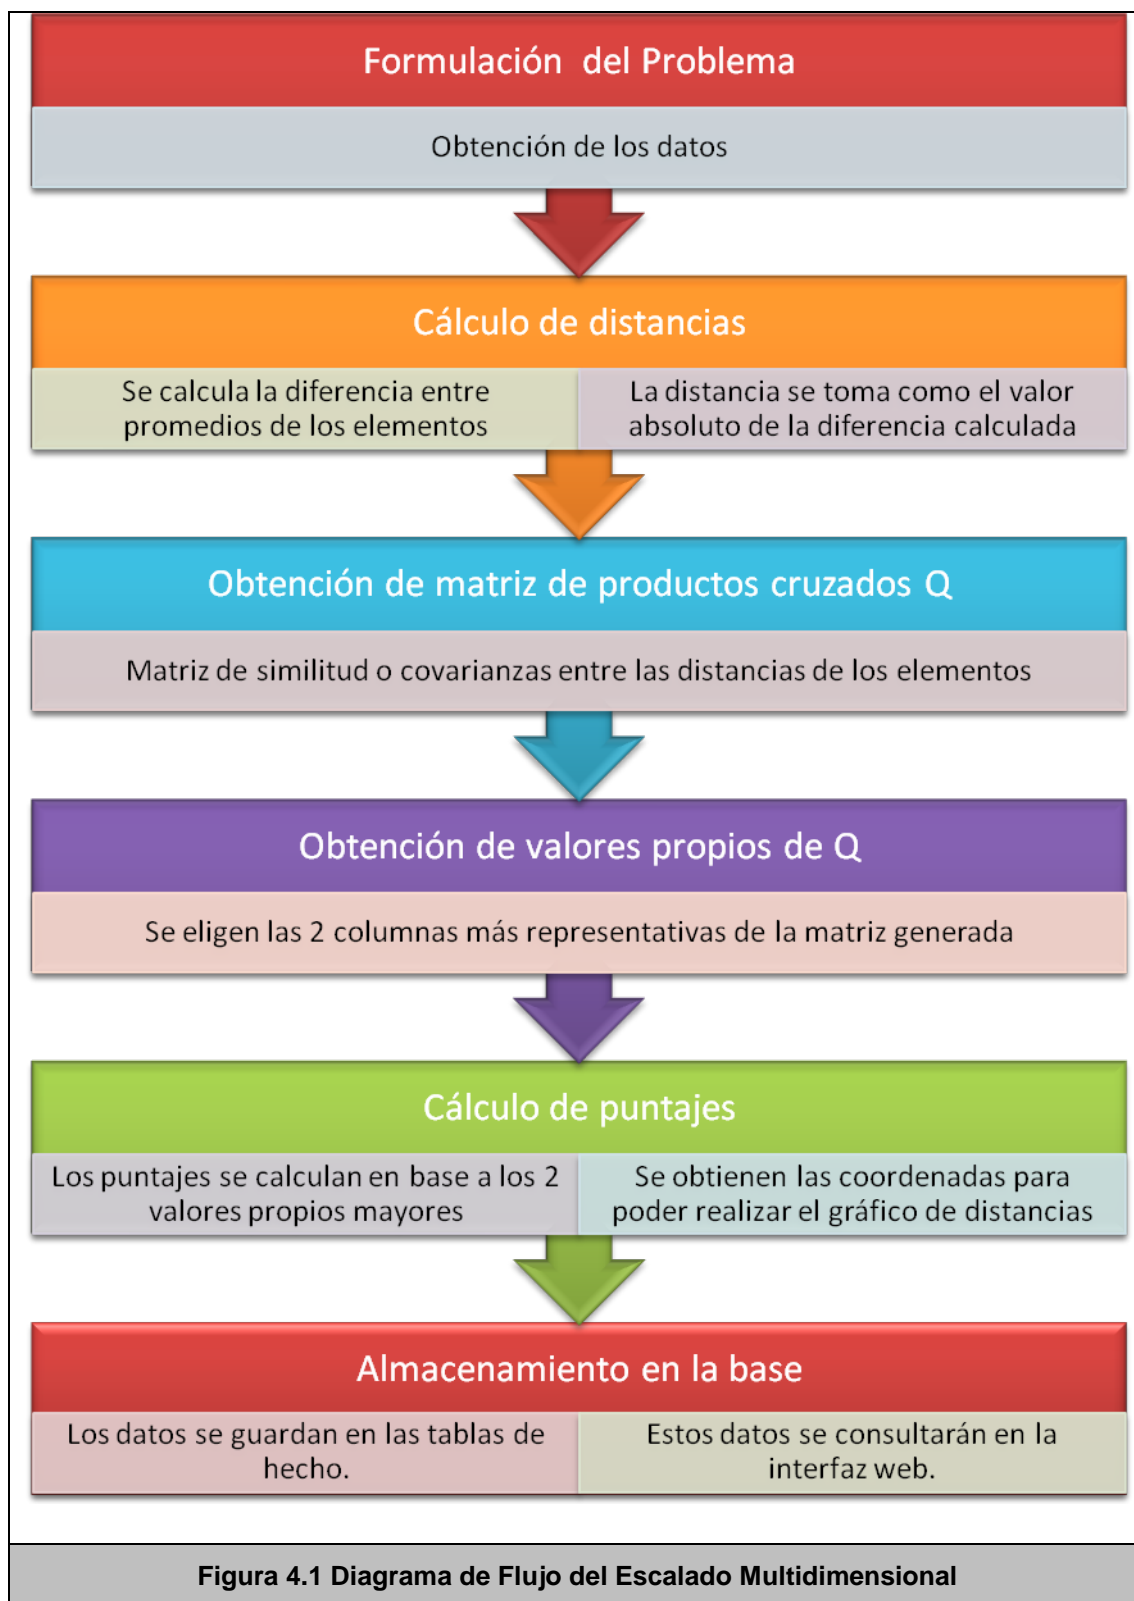 Formulación del Problema
Obtención de los datos
Cálculo de distancias
Se calcula la diferencia entre
promedios de los elementos
La distancia se toma como el valor
absoluto de la diferencia calculada
Obtención de matriz de productos cruzados Q
Matriz de similitud o covarianzas entre las distancias de los elementos
Obtención de valores propios de Q
Se eligen las 2 columnas más representativas de la matriz generada
Cálculo de puntajes
Los puntajes se calculan en base a los 2
valores propios mayores
Se obtienen las coordenadas para
poder realizar el gráfico de distancias
Almacenamiento en la base
Los datos se guardan en las tablas de
hecho.
Estos datos se consultarán en la
interfaz web.
Figura 4.1 Diagrama de Flujo del Escalado Multidimensional